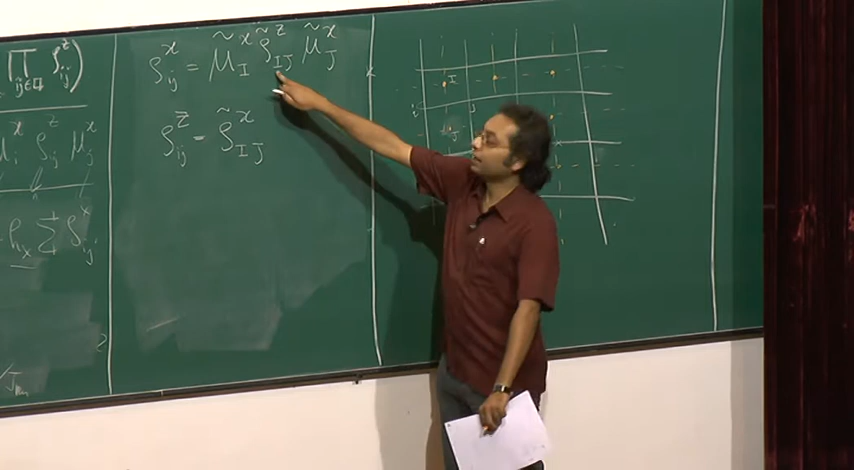 ∏ ρ^z_ij)
ij∈□
μ^x_i ρ^z_ij μ^x_j
h_x Σ ρ^x_ij
ρ^x_ij = μ̃^x_I ρ̃^z_IJ μ̃^x_J
ρ^z_ij = ρ̃^x_IJ
I
i j
J